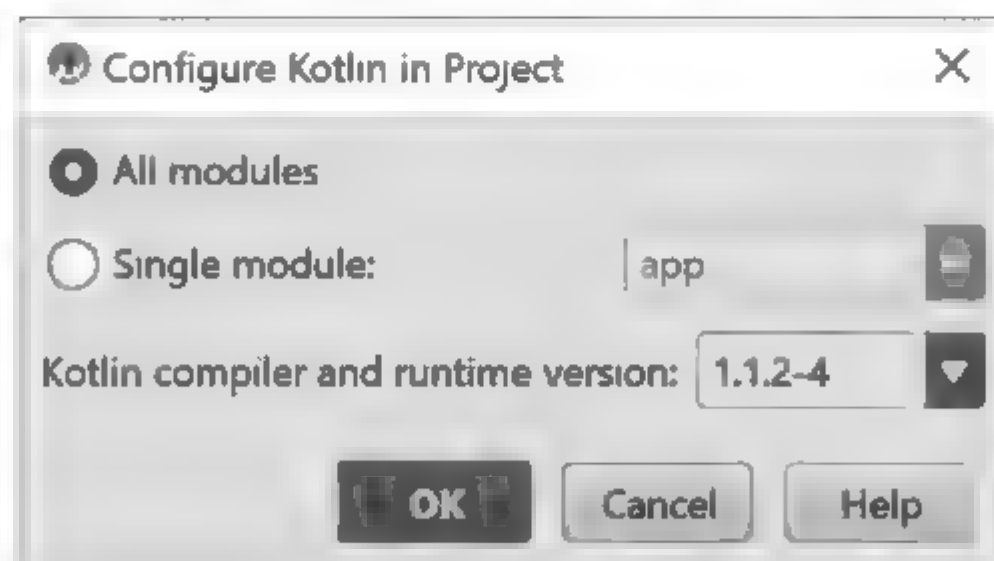 Configure Kotlin in Project
All modules
Single module: app
Kotlin compiler and runtime version: 1.1.2-4
OK Cancel Help